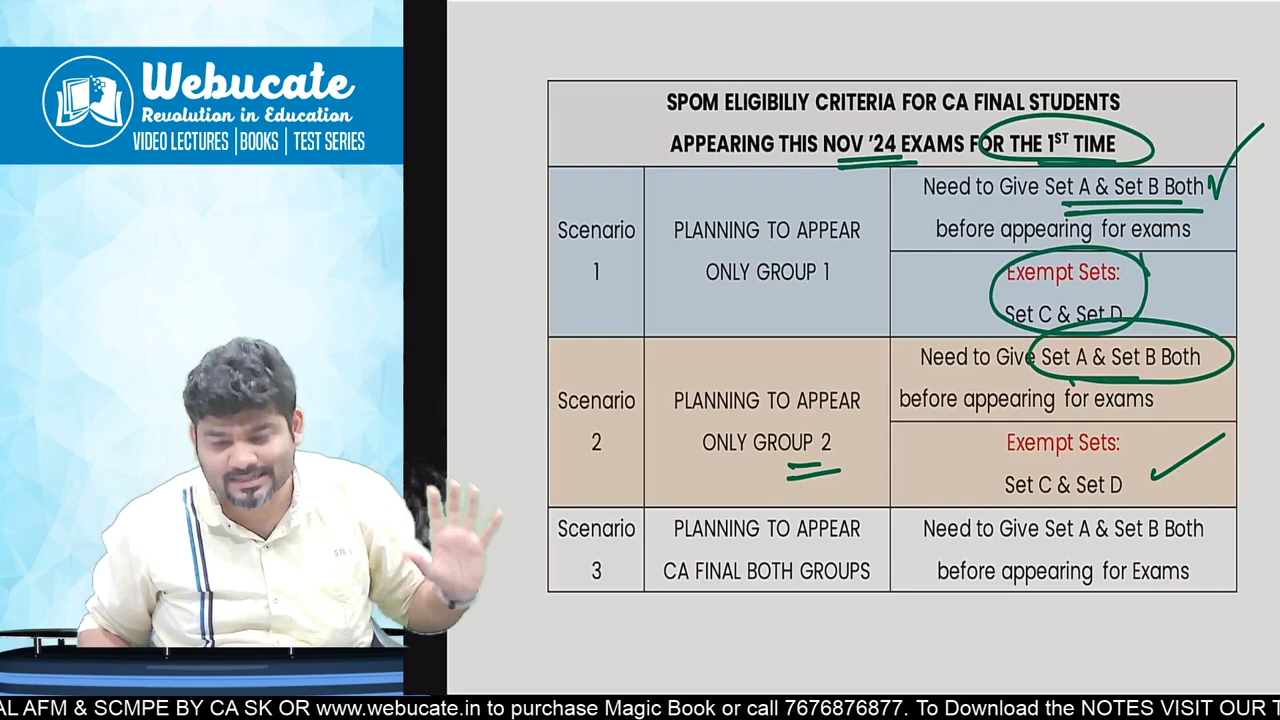 Webucate
Revolution in Education
VIDEO LECTURES | BOOKS | TEST SERIES
SPOM ELIGIBILIY CRITERIA FOR CA FINAL STUDENTS
APPEARING THIS NOV '24 EXAMS FOR THE 1ST TIME
Scenario
1
PLANNING TO APPEAR
ONLY GROUP 1
Need to Give Set A & Set B Both
before appearing for exams
Exempt Sets:
Set C & Set D
Scenario
2
PLANNING TO APPEAR
ONLY GROUP 2
Need to Give Set A & Set B Both
before appearing for exams
Exempt Sets:
Set C & Set D
Scenario
3
PLANNING TO APPEAR
CA FINAL BOTH GROUPS
Need to Give Set A & Set B Both
before appearing for Exams
AL AFM & SCMPE BY CA SK OR www.webucate.in to purchase Magic Book or call 7676876877. To Download the NOTES VISIT OUR T